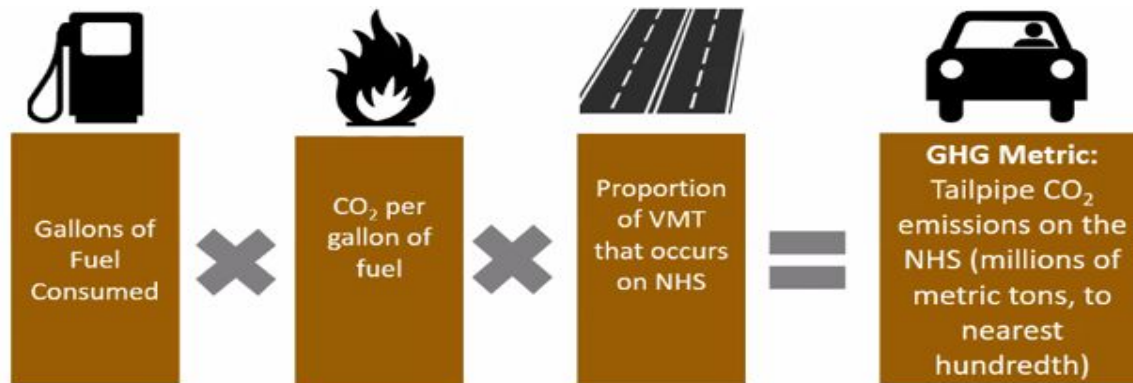 Gallons of
Fuel
Consumed
CO₂ per
gallon of
fuel
Proportion
of VMT
that occurs
on NHS
GHG Metric:
Tailpipe CO₂
emissions on the
NHS (millions of
metric tons, to
nearest
hundredth)